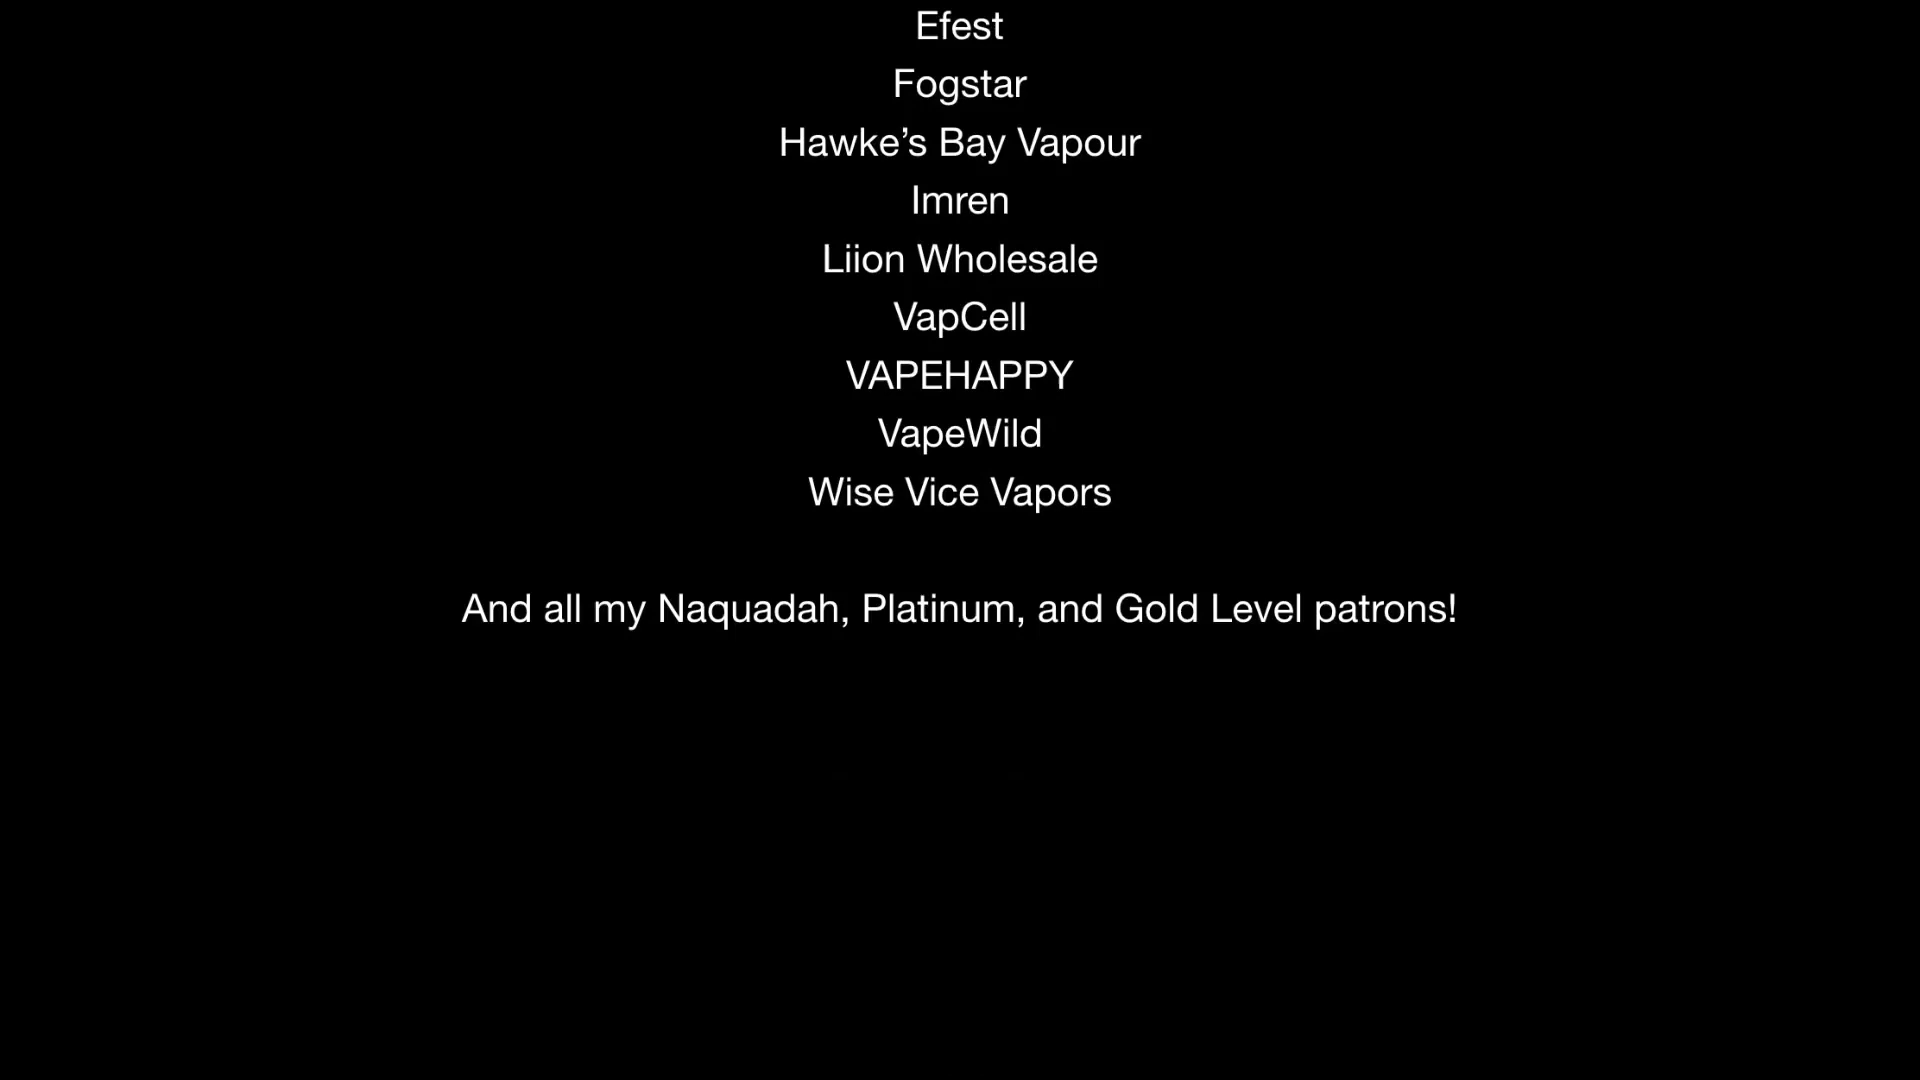 Efest
Fogstar
Hawke’s Bay Vapour
Imren
Liion Wholesale
VapCell
VAPEHAPPY
VapeWild
Wise Vice Vapors
And all my Naquadah, Platinum, and Gold Level patrons!